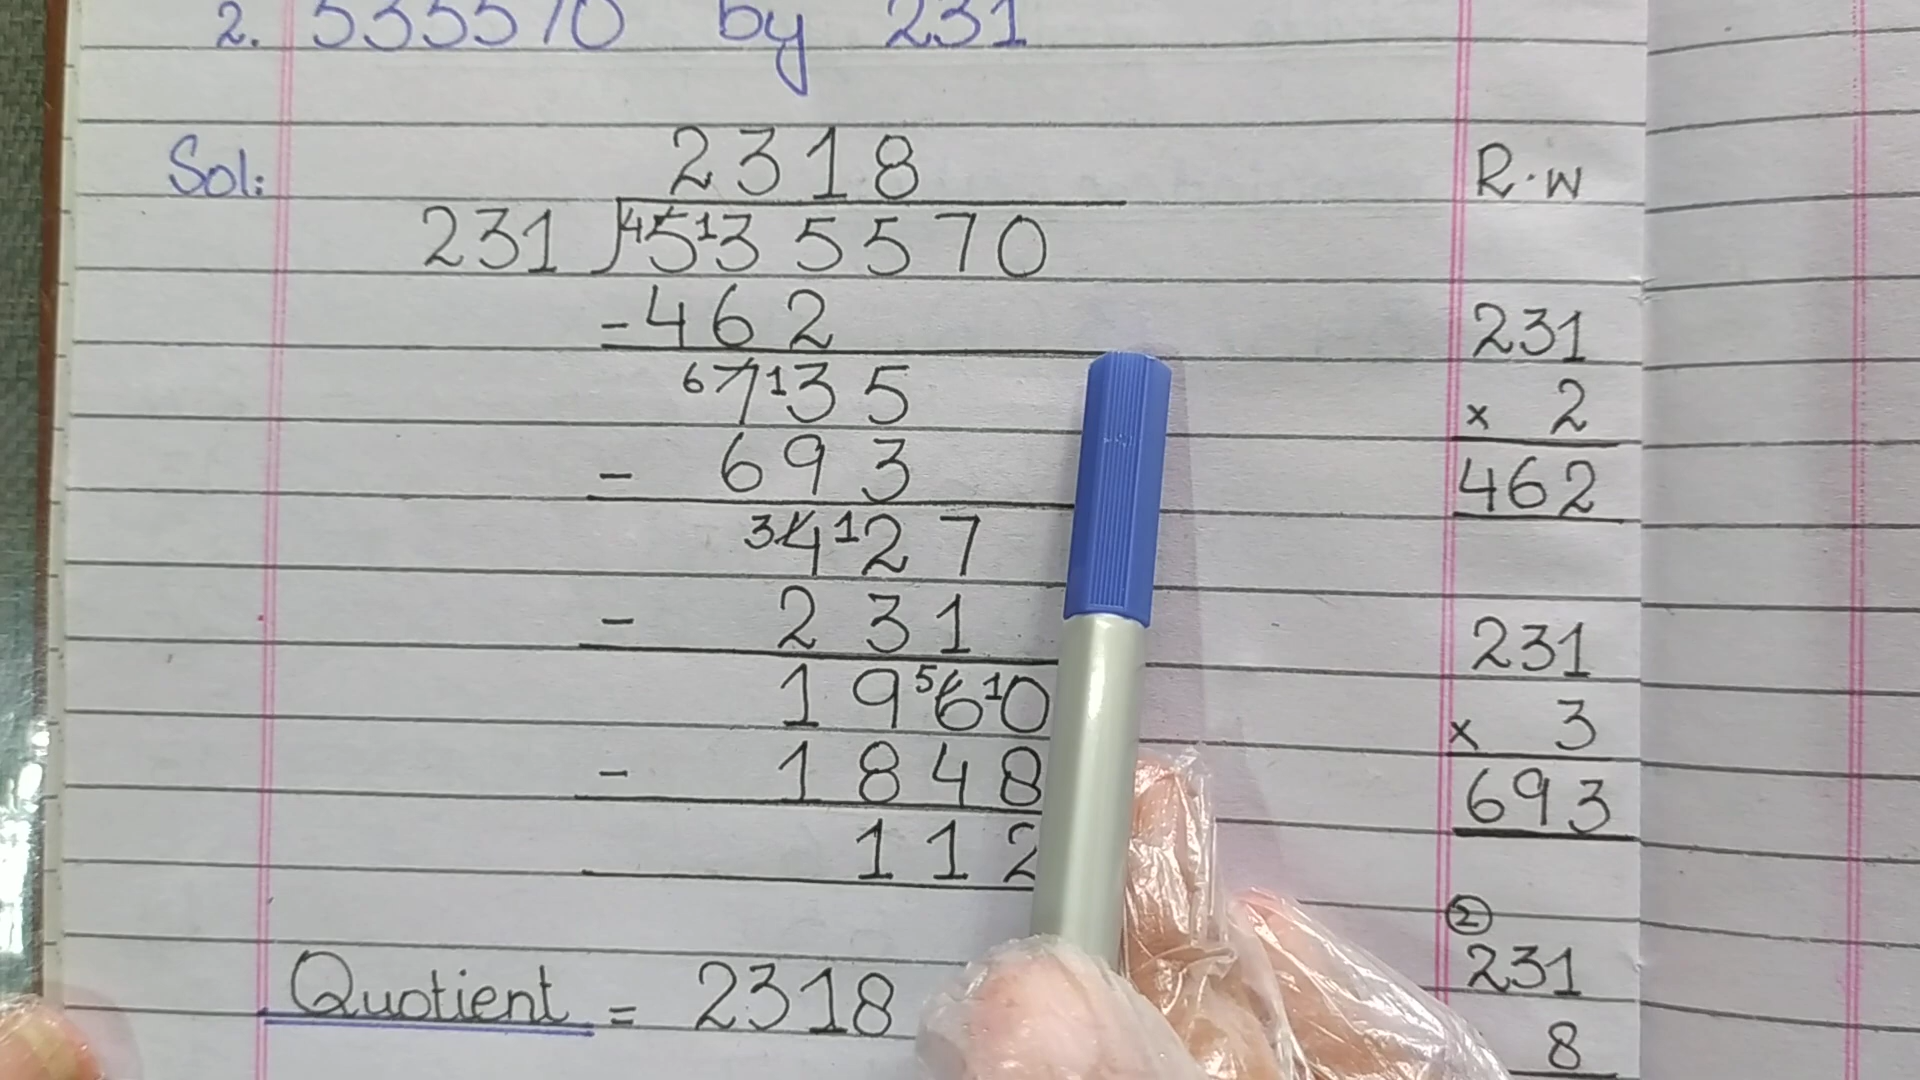 2. 535570 by 231
Sol:
2318
231 535570
- 462
735
- 693
427
- 231
1960
- 1848
112
Quotient = 2318
R.W
231
x 2
462
231
x 3
693
2
231
8